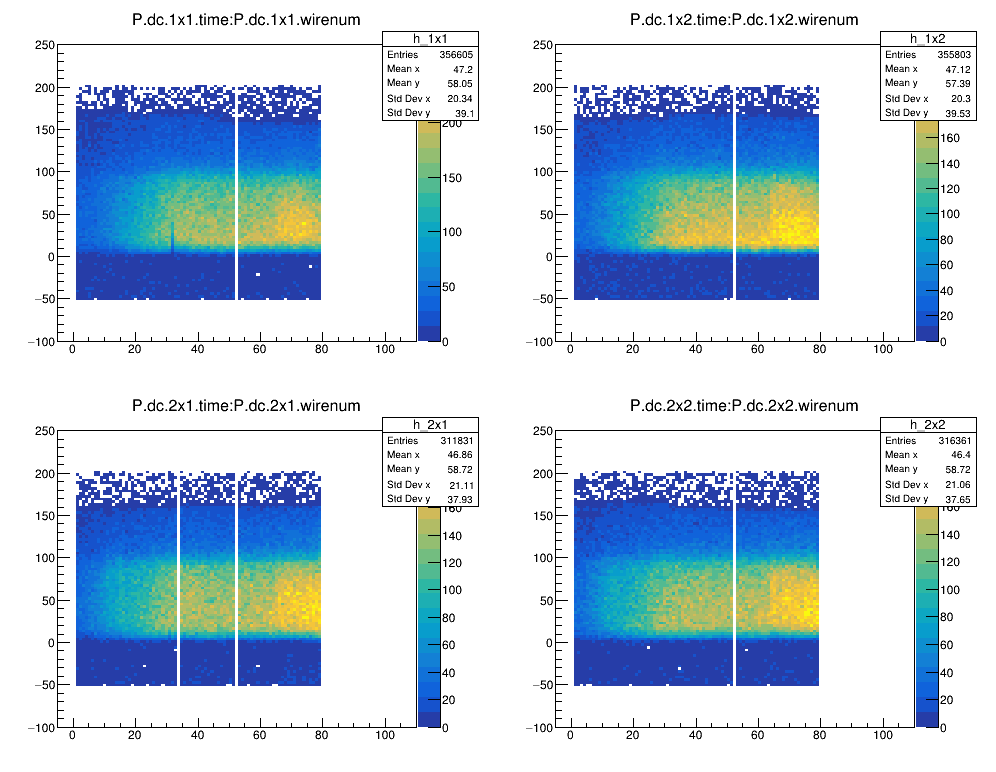 P.dc.1x1.time:P.dc.1x1.wirenum
h_1x1
Entries 356605
Mean x 47.2
Mean y 58.05
Std Dev x 20.34
Std Dev y 39.1
250
200
150
100
50
0
−50
−100
0 20 40 60 80 100
200
150
100
50
0
P.dc.1x2.time:P.dc.1x2.wirenum
h_1x2
Entries 355803
Mean x 47.12
Mean y 57.39
Std Dev x 20.3
Std Dev y 39.53
250
200
150
100
50
0
−50
−100
0 20 40 60 80 100
160
140
120
100
80
60
40
20
0
P.dc.2x1.time:P.dc.2x1.wirenum
h_2x1
Entries 311831
Mean x 46.86
Mean y 58.72
Std Dev x 21.11
Std Dev y 37.93
250
200
150
100
50
0
−50
−100
0 20 40 60 80 100
160
140
120
100
80
60
40
20
0
P.dc.2x2.time:P.dc.2x2.wirenum
h_2x2
Entries 316361
Mean x 46.4
Mean y 58.72
Std Dev x 21.06
Std Dev y 37.65
250
200
150
100
50
0
−50
−100
0 20 40 60 80 100
160
140
120
100
80
60
40
20
0